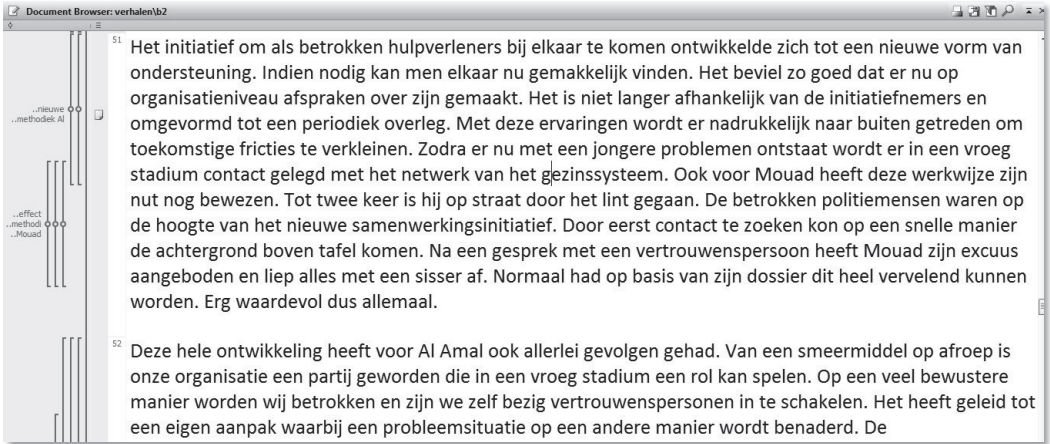 Document Browser: verhalen\b2
51
Het initiatief om als betrokken hulpverleners bij elkaar te komen ontwikkelde zich tot een nieuwe vorm van
ondersteuning. Indien nodig kan men elkaar nu gemakkelijk vinden. Het beviel zo goed dat er nu op
..nieuwe
organisatieniveau afspraken over zijn gemaakt. Het is niet langer afhankelijk van de initiatiefnemers en
..methodiek Al
omgevormd tot een periodiek overleg. Met deze ervaringen wordt er nadrukkelijk naar buiten getreden om
toekomstige fricties te verkleinen. Zodra er nu met een jongere problemen ontstaat wordt er in een vroeg
stadium contact gelegd met het netwerk van het gezinssysteem. Ook voor Mouad heeft deze werkwijze zijn
nut nog bewezen. Tot twee keer is hij op straat door het lint gegaan. De betrokken politiemensen waren op
..effect
..methodi
de hoogte van het nieuwe samenwerkingsinitiatief. Door eerst contact te zoeken kon op een snelle manier
..Mouad
de achtergrond boven tafel komen. Na een gesprek met een vertrouwenspersoon heeft Mouad zijn excuus
aangeboden en liep alles met een sisser af. Normaal had op basis van zijn dossier dit heel vervelend kunnen
worden. Erg waardevol dus allemaal.
52
Deze hele ontwikkeling heeft voor Al Amal ook allerlei gevolgen gehad. Van een smeermiddel op afroep is
onze organisatie een partij geworden die in een vroeg stadium een rol kan spelen. Op een veel bewustere
manier worden wij betrokken en zijn we zelf bezig vertrouwenspersonen in te schakelen. Het heeft geleid tot
een eigen aanpak waarbij een probleemsituatie op een andere manier wordt benaderd. De